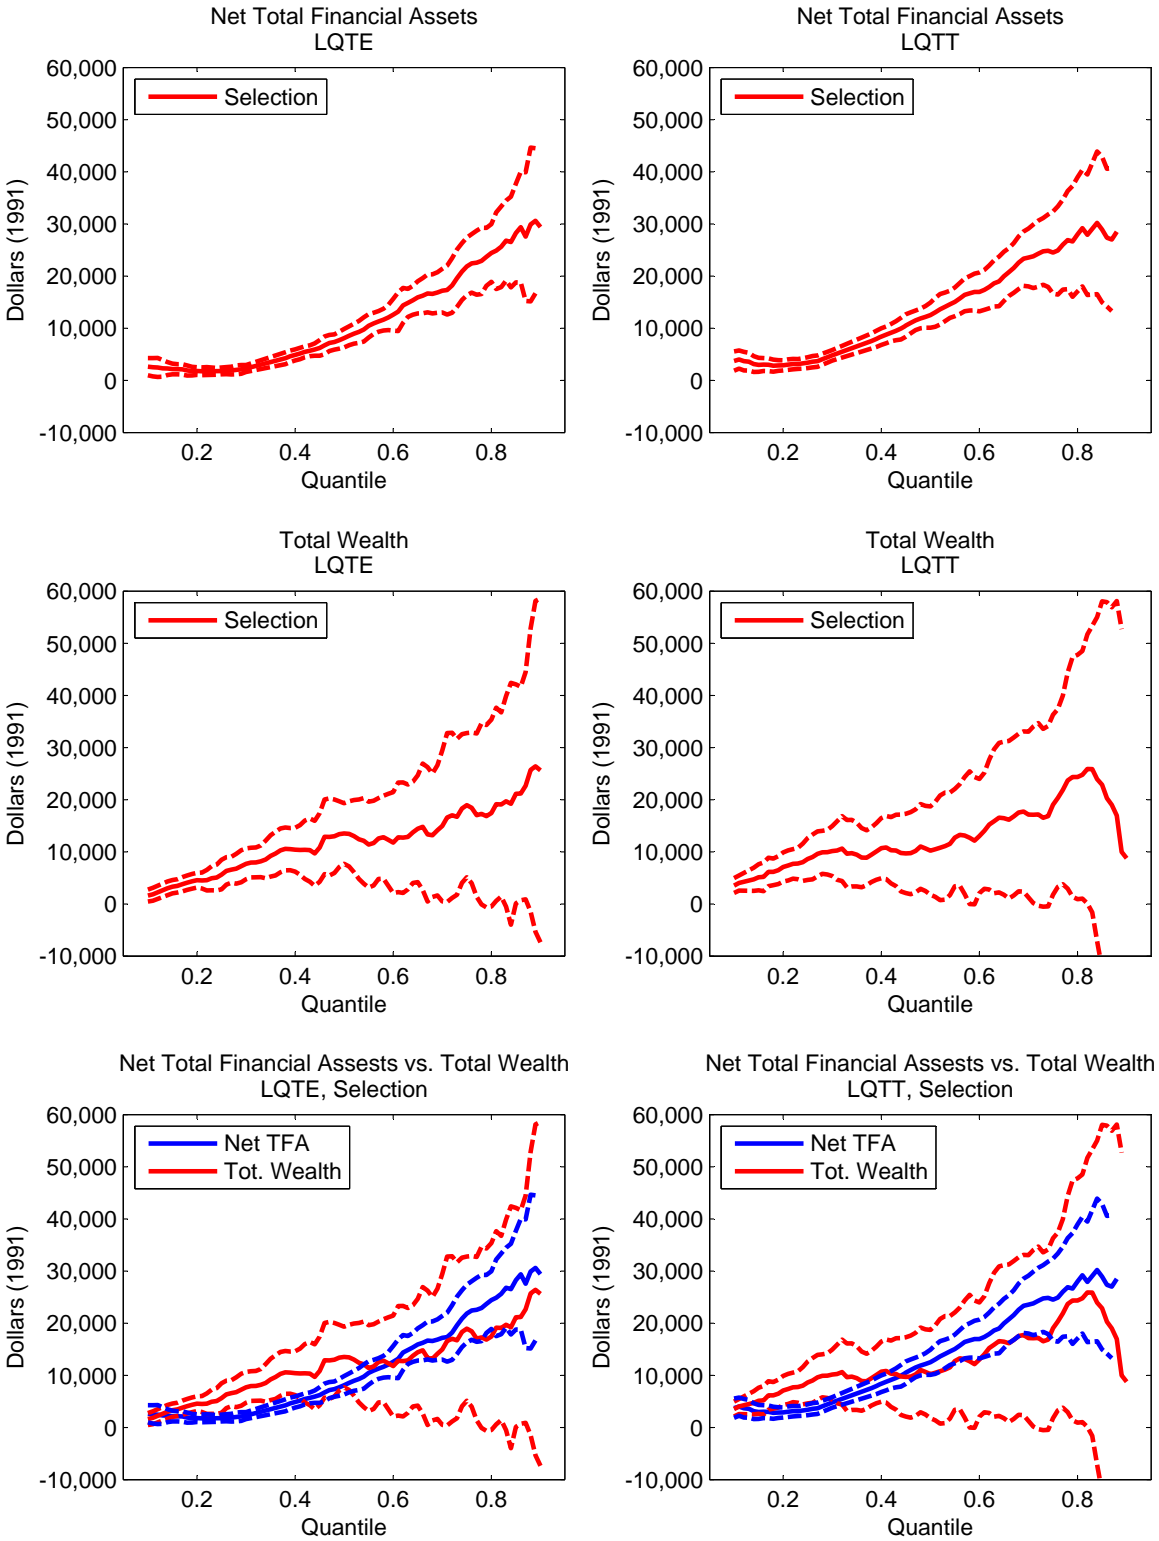 Net Total Financial Assets
LQTE
60,000
50,000
40,000
30,000
20,000
10,000
0
-10,000
Dollars (1991)
Selection
0.2
0.4
0.6
0.8
Quantile
Net Total Financial Assets
LQTT
60,000
50,000
40,000
30,000
20,000
10,000
0
-10,000
Dollars (1991)
Selection
0.2
0.4
0.6
0.8
Quantile
Total Wealth
LQTE
60,000
50,000
40,000
30,000
20,000
10,000
0
-10,000
Dollars (1991)
Selection
0.2
0.4
0.6
0.8
Quantile
Total Wealth
LQTT
60,000
50,000
40,000
30,000
20,000
10,000
0
-10,000
Dollars (1991)
Selection
0.2
0.4
0.6
0.8
Quantile
Net Total Financial Assests vs. Total Wealth
LQTE, Selection
60,000
50,000
40,000
30,000
20,000
10,000
0
-10,000
Dollars (1991)
Net TFA
Tot. Wealth
0.2
0.4
0.6
0.8
Quantile
Net Total Financial Assests vs. Total Wealth
LQTT, Selection
60,000
50,000
40,000
30,000
20,000
10,000
0
-10,000
Dollars (1991)
Net TFA
Tot. Wealth
0.2
0.4
0.6
0.8
Quantile